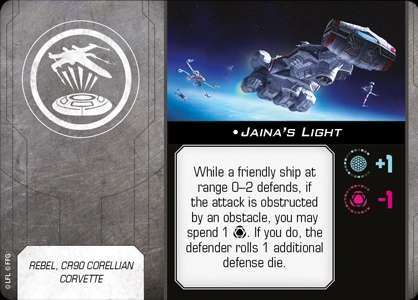 • JAINA'S LIGHT
While a friendly ship at
range 0–2 defends, if
the attack is obstructed
by an obstacle, you may
spend 1 . If you do, the
defender rolls 1 additional
defense die.
+1
-1
REBEL, CR90 CORELLIAN
CORVETTE
© LFL © FFG